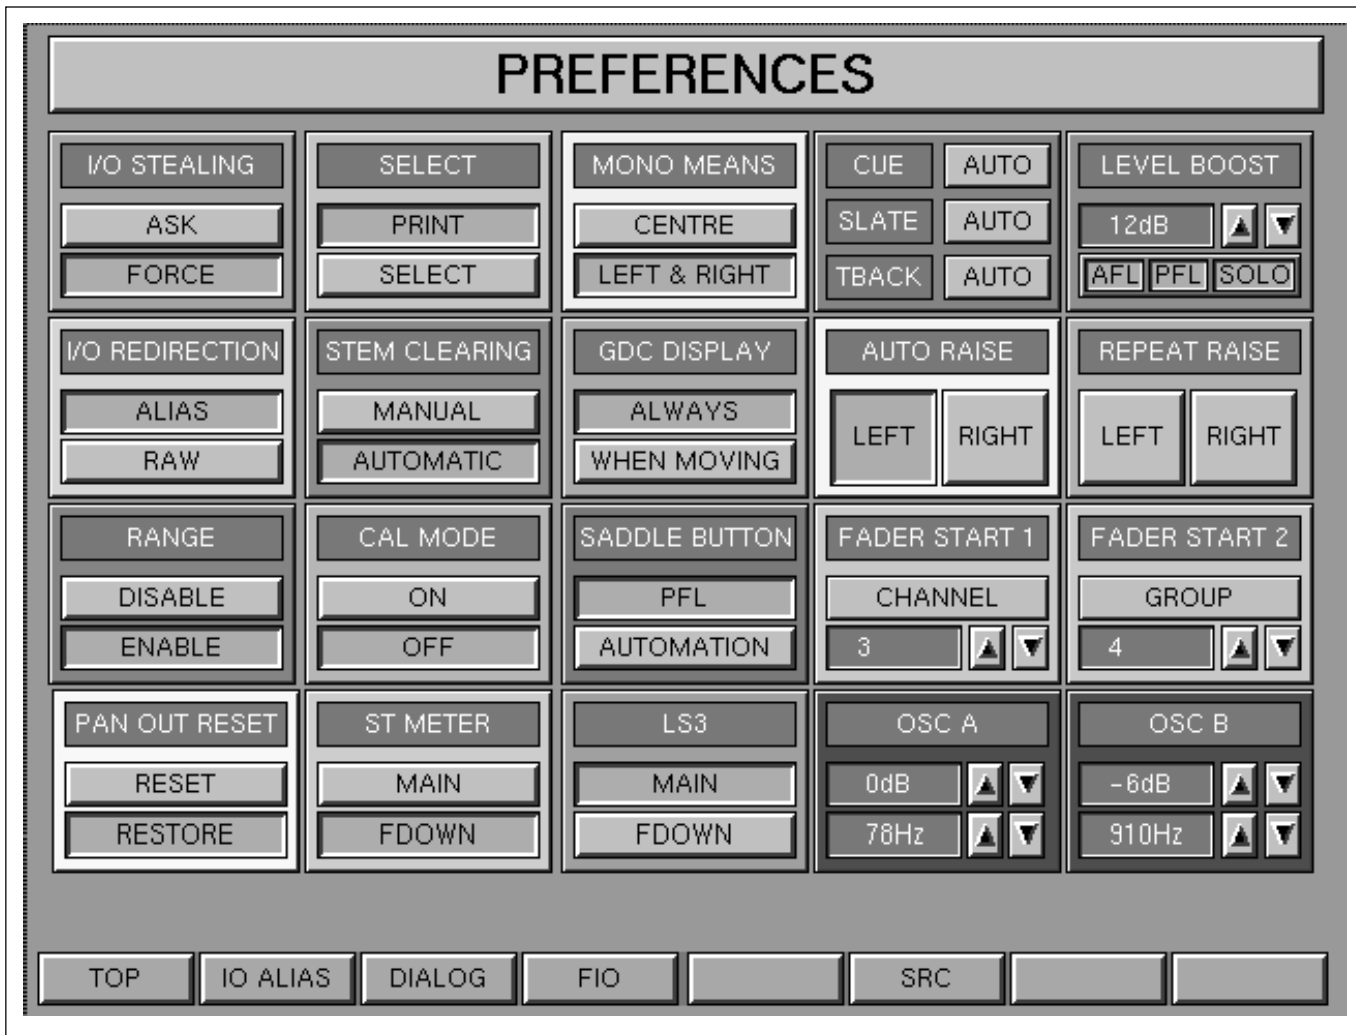 PREFERENCES
I/O STEALING
ASK
FORCE
SELECT
PRINT
SELECT
MONO MEANS
CENTRE
LEFT & RIGHT
CUE AUTO
SLATE AUTO
TBACK AUTO
LEVEL BOOST
12dB
AFL PFL SOLO
I/O REDIRECTION
ALIAS
RAW
STEM CLEARING
MANUAL
AUTOMATIC
GDC DISPLAY
ALWAYS
WHEN MOVING
AUTO RAISE
LEFT RIGHT
REPEAT RAISE
LEFT RIGHT
RANGE
DISABLE
ENABLE
CAL MODE
ON
OFF
SADDLE BUTTON
PFL
AUTOMATION
FADER START 1
CHANNEL
3
FADER START 2
GROUP
4
PAN OUT RESET
RESET
RESTORE
ST METER
MAIN
FDOWN
LS3
MAIN
FDOWN
OSC A
0dB
78Hz
OSC B
-6dB
910Hz
TOP IO ALIAS DIALOG FIO SRC